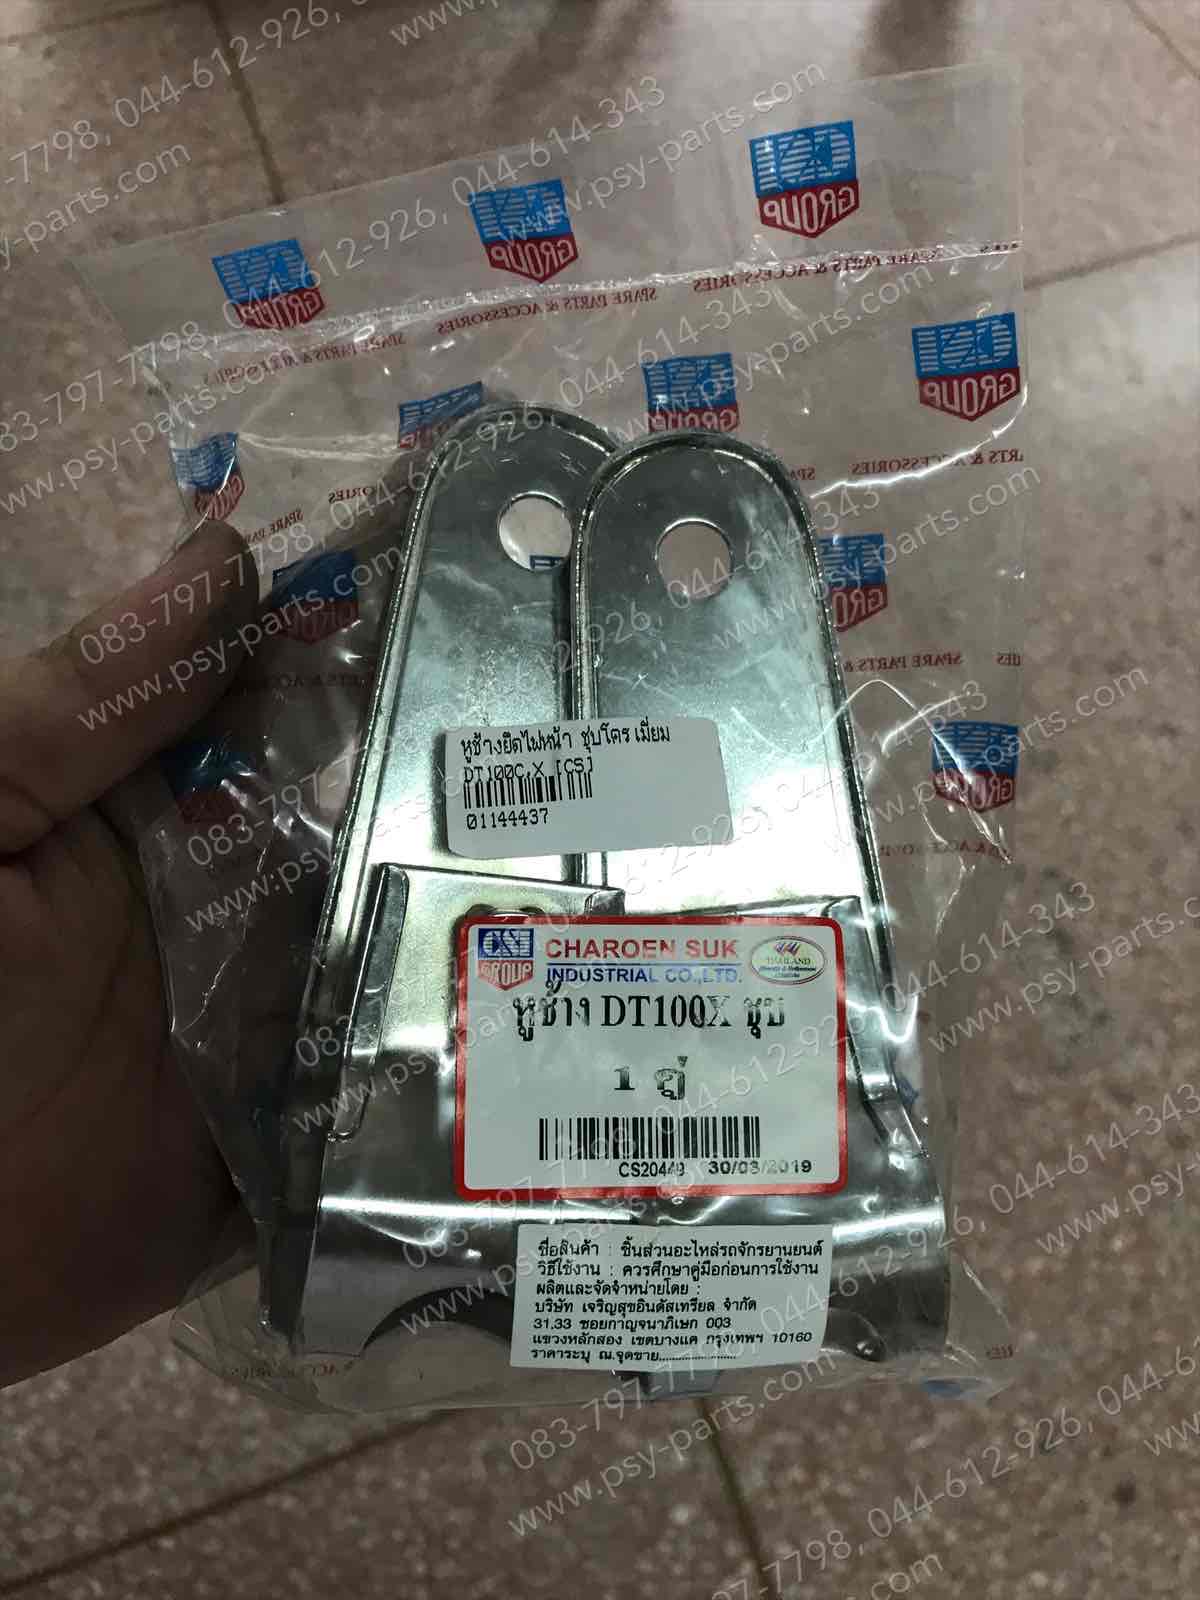 083-797-7798, 044-612-926, 044-614-343
www.psy-parts.com
CSI
GROUP
SPARE PARTS & ACCESSORIES
หูช้างยึดไฟหน้า ชุบโครเมี่ยม
DT100C,X [CS]
01144437
CSI
GROUP
CHAROEN SUK
INDUSTRIAL CO.,LTD.
THAILAND
หูช้าง DT100X ชุบ
1 คู่
CS20449 30/03/2019
ชื่อสินค้า : ชิ้นส่วนอะไหล่รถจักรยานยนต์
วิธีใช้งาน : ควรศึกษาคู่มือก่อนการใช้งาน
ผลิตและจัดจำหน่ายโดย :
บริษัท เจริญสุขอินดัสเทรียล จำกัด
31.33 ซอยกาญจนาภิเษก 003
แขวงหลักสอง เขตบางแค กรุงเทพฯ 10160
ราคาระบุ ณ.จุดขาย....................